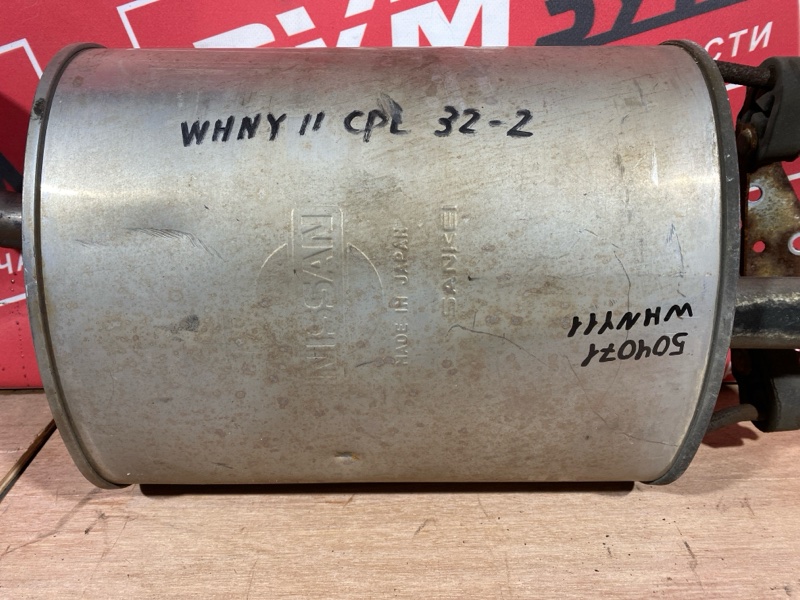 WHNY 11 CPL 32-2
NISSAN
MADE IN JAPAN
SANKEI
504071
WHNY11